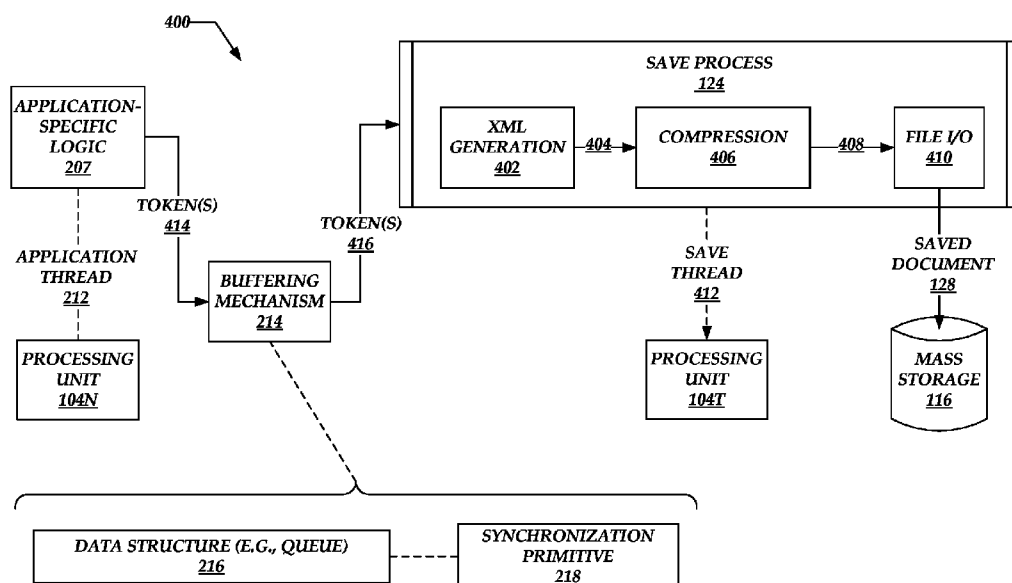 400
APPLICATION-
SPECIFIC
LOGIC
207
SAVE PROCESS
124
XML
GENERATION
402
404
COMPRESSION
406
408
FILE I/O
410
TOKEN(S)
414
TOKEN(S)
416
APPLICATION
THREAD
212
BUFFERING
MECHANISM
214
SAVE
THREAD
412
SAVED
DOCUMENT
128
PROCESSING
UNIT
104N
PROCESSING
UNIT
104T
MASS
STORAGE
116
DATA STRUCTURE (E.G., QUEUE)
216
SYNCHRONIZATION
PRIMITIVE
218